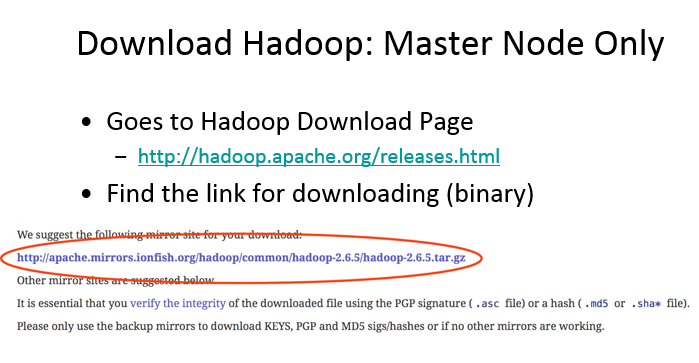 Download Hadoop: Master Node Only
• Goes to Hadoop Download Page
– http://hadoop.apache.org/releases.html
• Find the link for downloading (binary)
We suggest the following mirror site for your download:
http://apache.mirrors.ionfish.org/hadoop/common/hadoop-2.6.5/hadoop-2.6.5.tar.gz
Other mirror sites are suggested below.
It is essential that you verify the integrity of the downloaded file using the PGP signature ( .asc file) or a hash ( .md5 or .sha* file).
Please only use the backup mirrors to download KEYS, PGP and MD5 sigs/hashes or if no other mirrors are working.